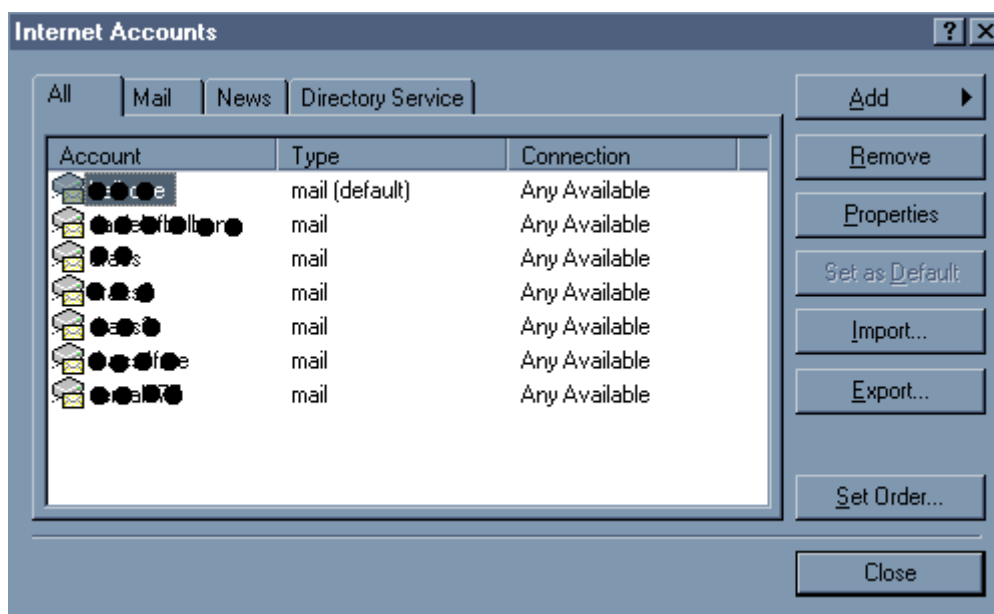 Internet Accounts
All Mail News Directory Service
Account Type Connection
mail (default) Any Available
mail Any Available
mail Any Available
mail Any Available
mail Any Available
mail Any Available
mail Any Available
Add
Remove
Properties
Set as Default
Import...
Export...
Set Order...
Close